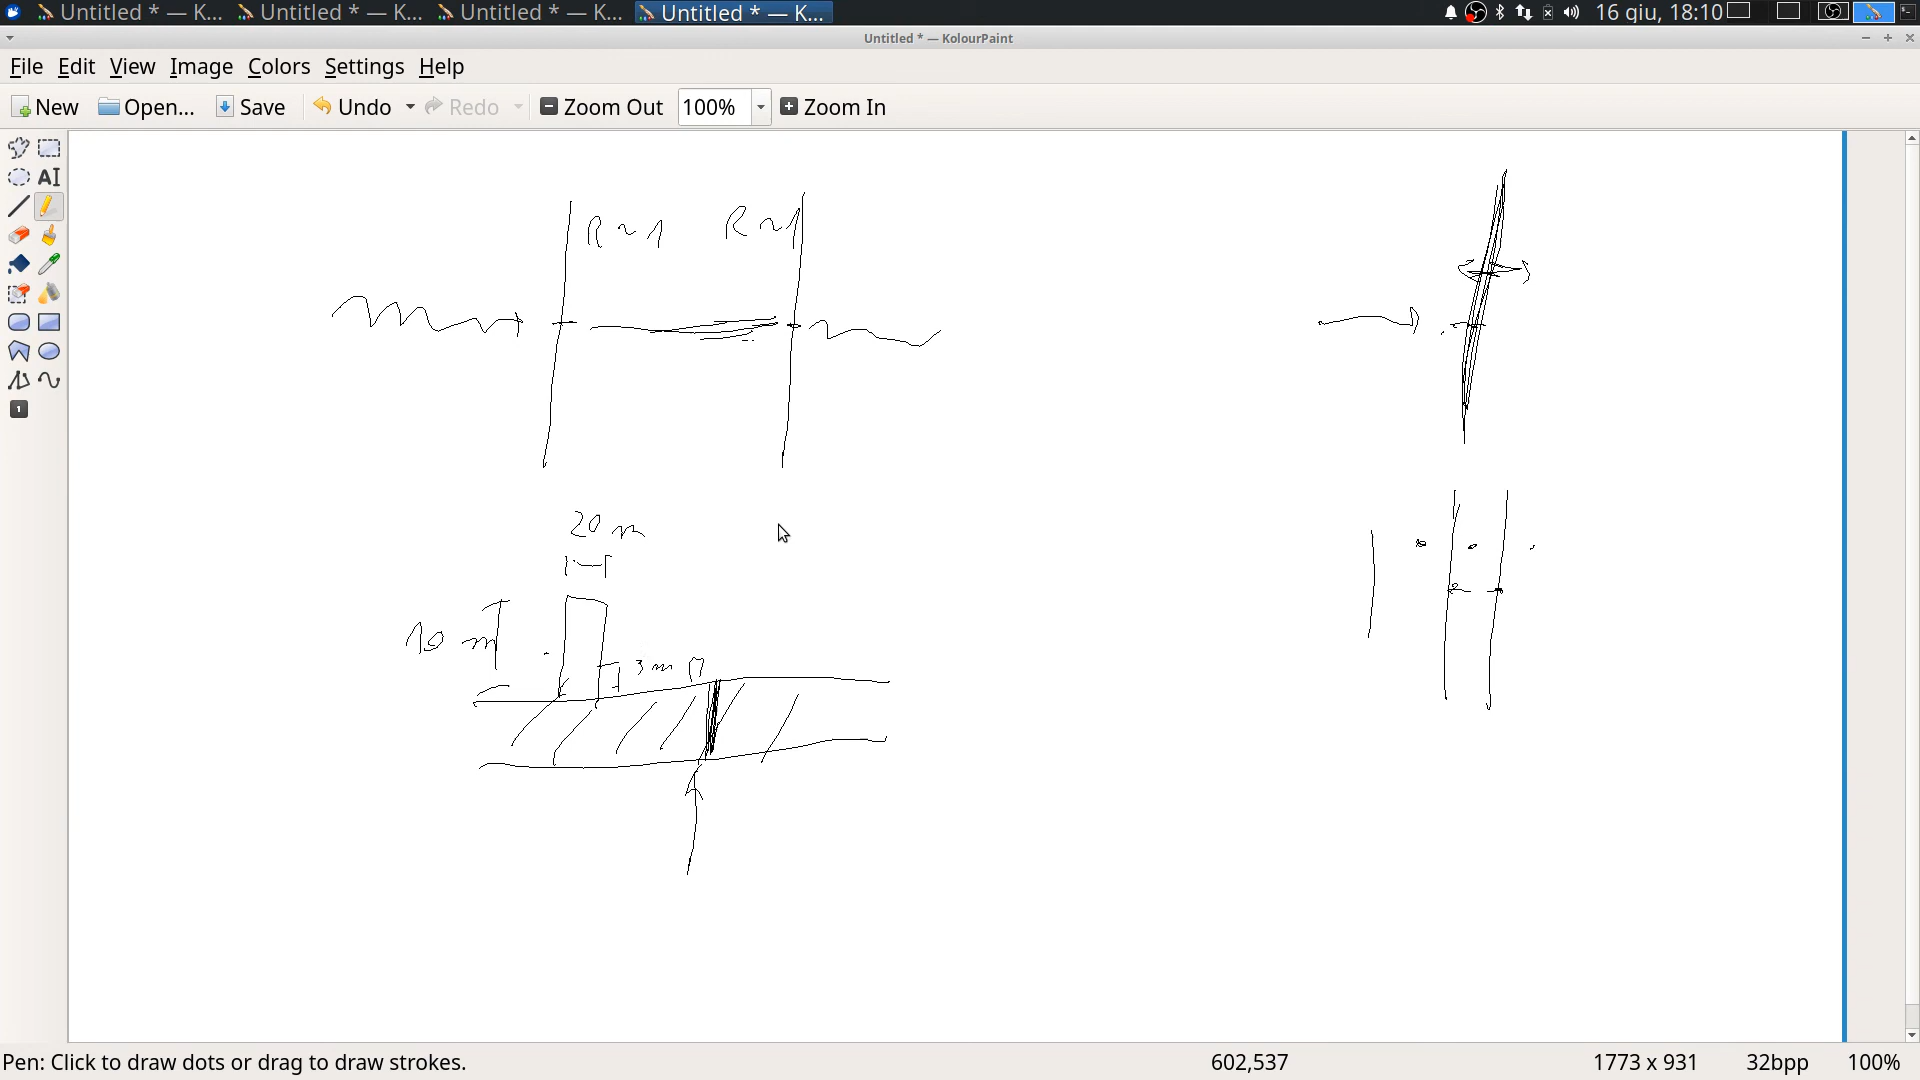 Untitled * — K... Untitled * — K... Untitled * — K... Untitled * — K... 16 giu, 18:10
Untitled * — KolourPaint
File Edit View Image Colors Settings Help
New Open... Save Undo Redo Zoom Out 100% Zoom In
AI
1
R ~ 1 R ~ 1
20 m
10 m
3 m
Pen: Click to draw dots or drag to draw strokes. 602,537 1773 x 931 32bpp 100%